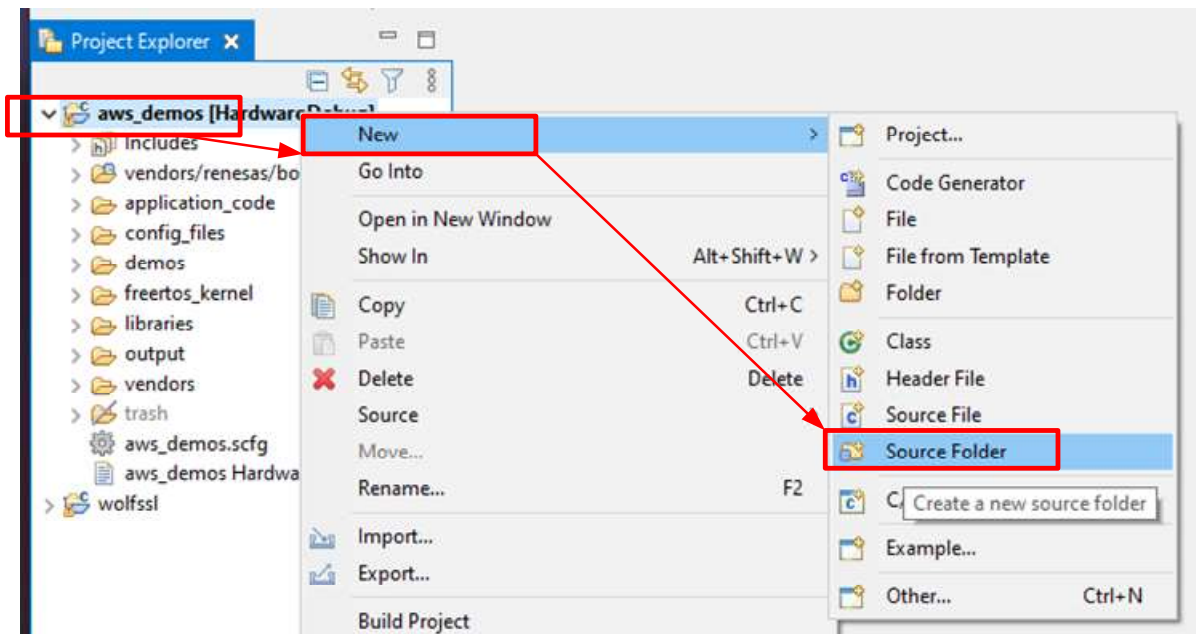 Project Explorer
aws_demos [HardwareDebug]
Includes
vendors/renesas/bo
application_code
config_files
demos
freertos_kernel
libraries
output
vendors
trash
aws_demos.scfg
aws_demos Hardwa
wolfssl
New
Go Into
Open in New Window
Show In Alt+Shift+W
Copy Ctrl+C
Paste Ctrl+V
Delete Delete
Source
Move...
Rename... F2
Import...
Export...
Build Project
Project...
Code Generator
File
File from Template
Folder
Class
Header File
Source File
Source Folder
Create a new source folder
Example...
Other... Ctrl+N